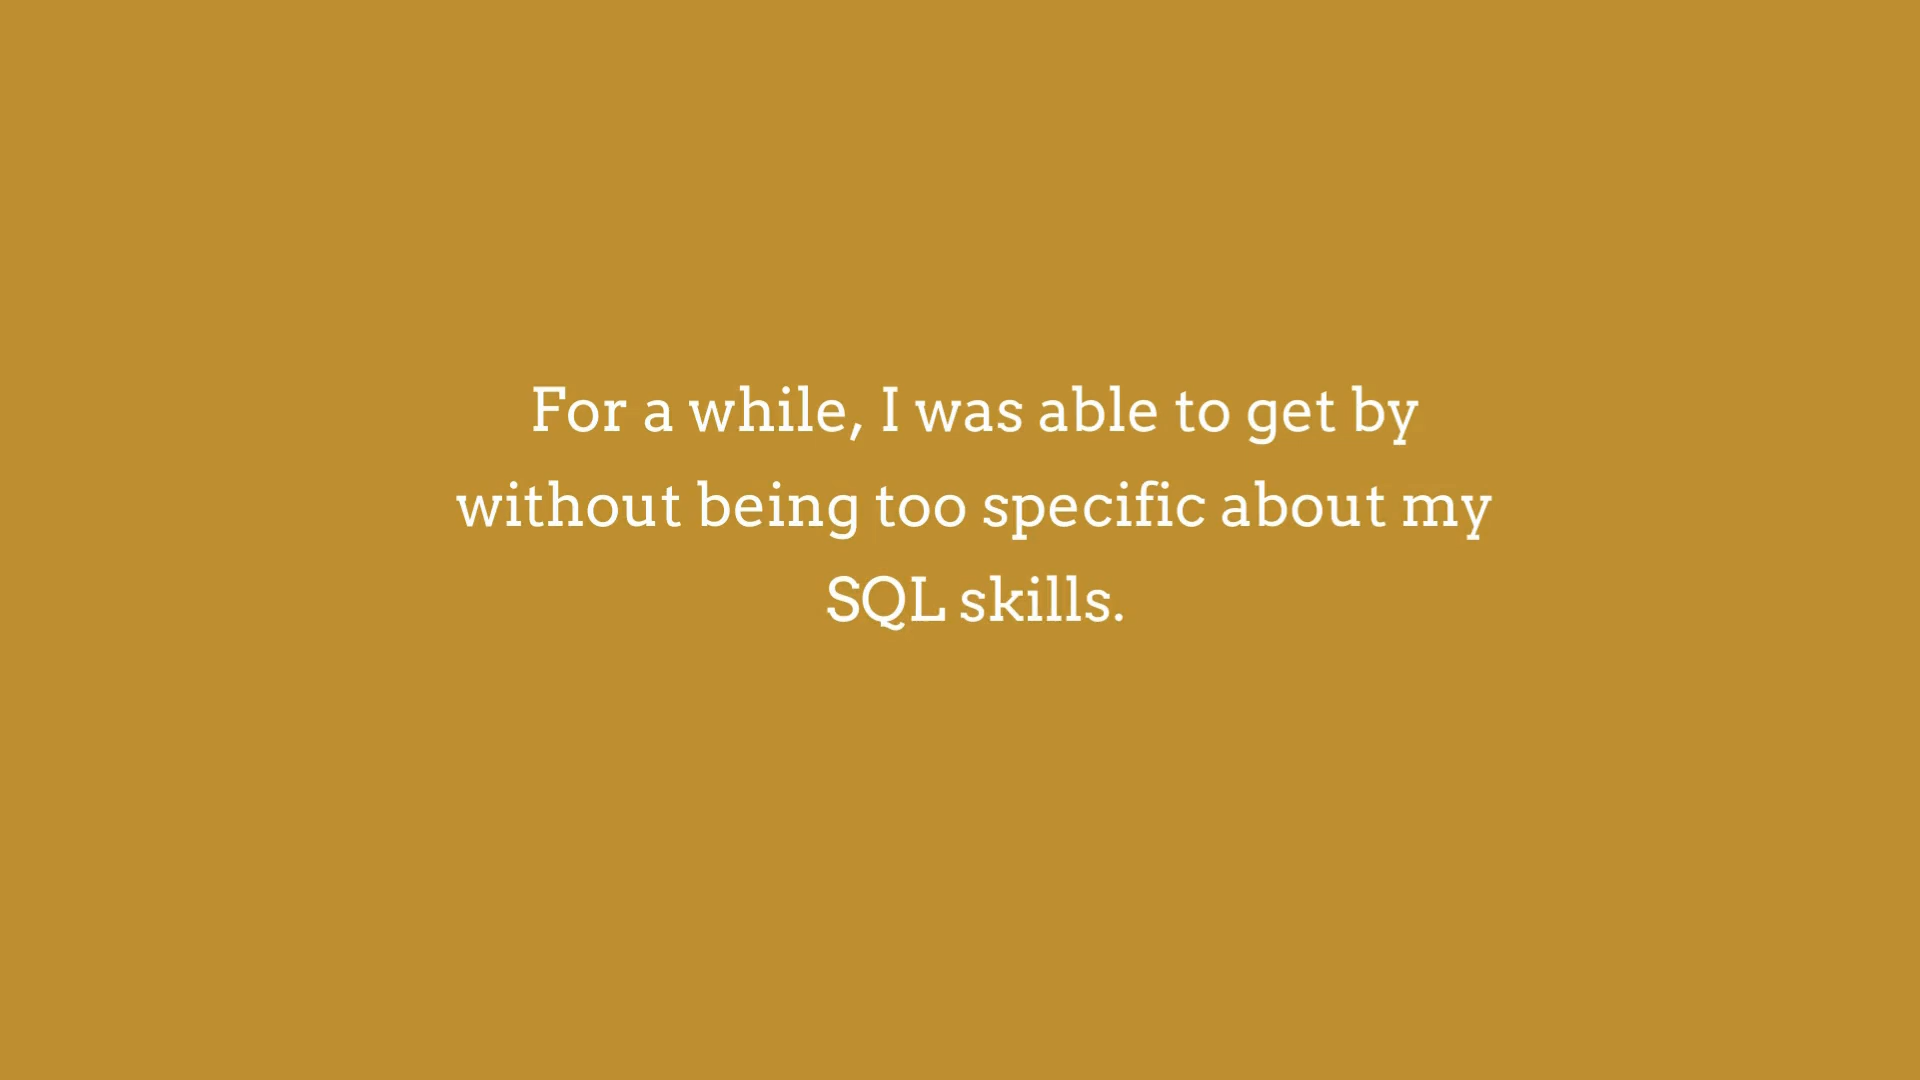 For a while, I was able to get by
without being too specific about my
SQL skills.